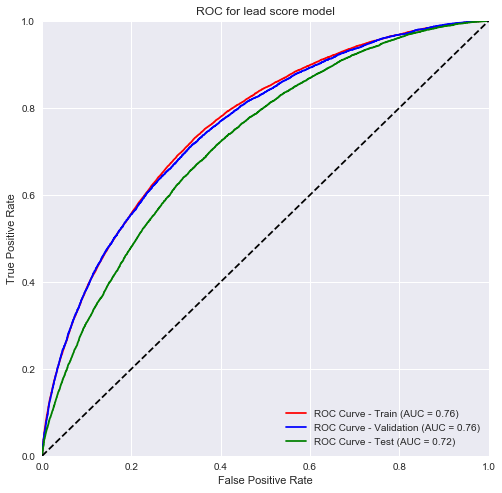 ROC for lead score model
True Positive Rate
1.0
0.8
0.6
0.4
0.2
0.0
ROC Curve - Train (AUC = 0.76)
ROC Curve - Validation (AUC = 0.76)
ROC Curve - Test (AUC = 0.72)
0.0 0.2 0.4 0.6 0.8 1.0
False Positive Rate